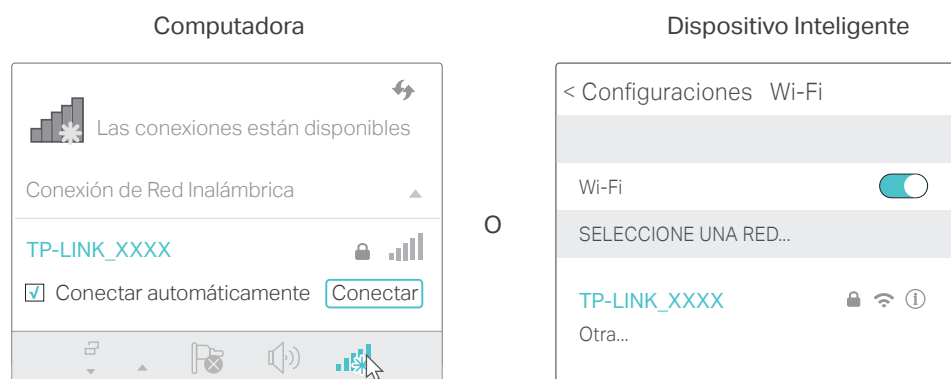 Computadora
Las conexiones están disponibles
Conexión de Red Inalámbrica
TP-LINK_XXXX
Conectar automáticamente Conectar
O
Dispositivo Inteligente
< Configuraciones Wi-Fi
Wi-Fi
SELECCIONE UNA RED...
TP-LINK_XXXX
Otra...